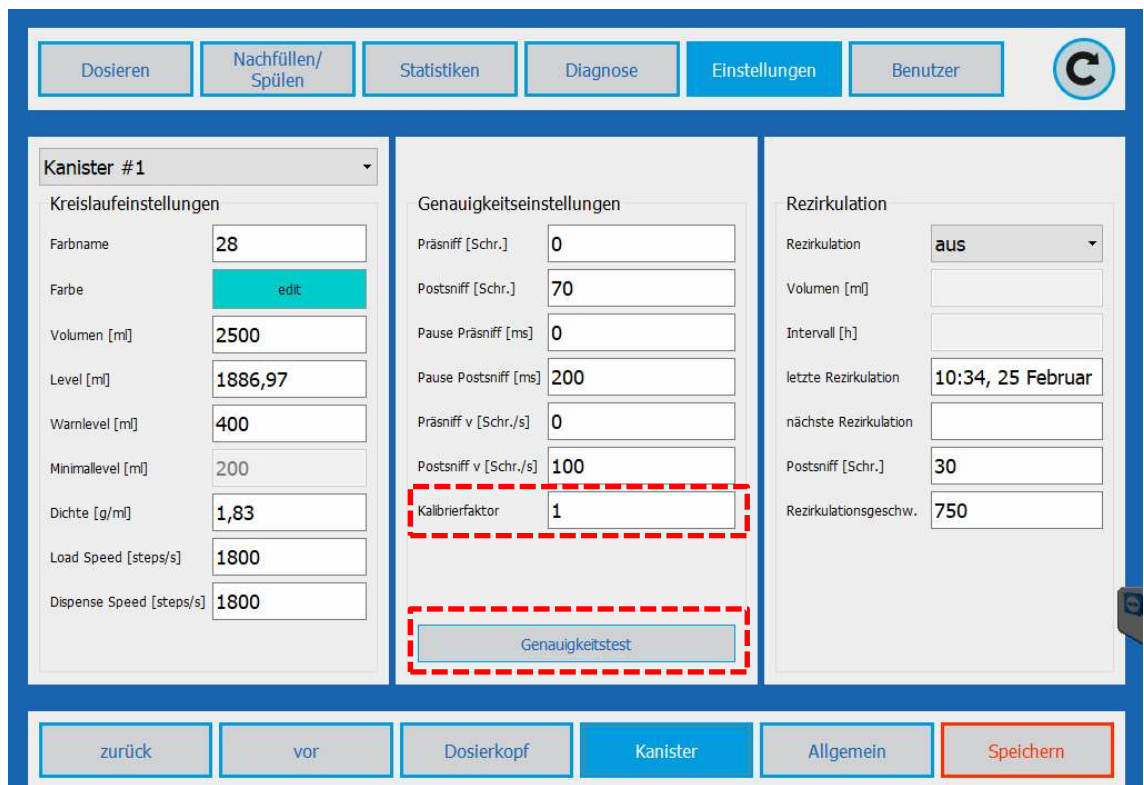 Dosieren
Nachfüllen/
Spülen
Statistiken
Diagnose
Einstellungen
Benutzer
Kanister #1
Kreislaufeinstellungen
Farbname 28
Farbe edit
Volumen [ml] 2500
Level [ml] 1886,97
Warnlevel [ml] 400
Minimallevel [ml] 200
Dichte [g/ml] 1,83
Load Speed [steps/s] 1800
Dispense Speed [steps/s] 1800
Genauigkeitseinstellungen
Präsniff [Schr.] 0
Postsniff [Schr.] 70
Pause Präsniff [ms] 0
Pause Postsniff [ms] 200
Präsniff v [Schr./s] 0
Postsniff v [Schr./s] 100
Kalibrierfaktor 1
Genauigkeitstest
Rezirkulation
Rezirkulation aus
Volumen [ml]
Intervall [h]
letzte Rezirkulation 10:34, 25 Februar
nächste Rezirkulation
Postsniff [Schr.] 30
Rezirkulationsgeschw. 750
zurück
vor
Dosierkopf
Kanister
Allgemein
Speichern